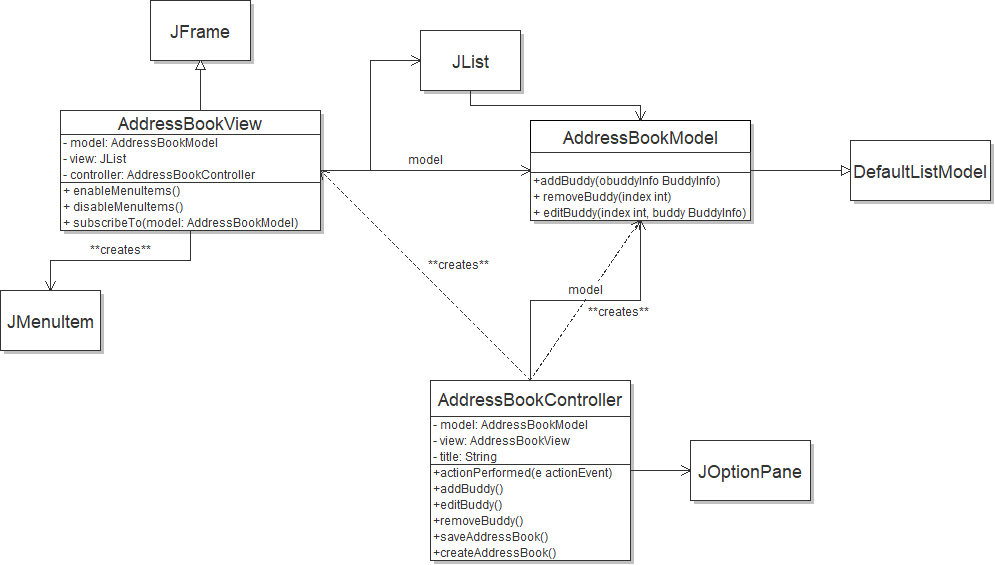 JFrame
JList
AddressBookView
- model: AddressBookModel
- view: JList
- controller: AddressBookController
+ enableMenuItems()
+ disableMenuItems()
+ subscribeTo(model: AddressBookModel)
model
AddressBookModel
+addBuddy(obuddyInfo BuddyInfo)
+ removeBuddy(index int)
+ editBuddy(index int, buddy BuddyInfo)
DefaultListModel
**creates**
JMenuItem
**creates**
model
**creates**
AddressBookController
- model: AddressBookModel
- view: AddressBookView
- title: String
+actionPerformed(e actionEvent)
+addBuddy()
+editBuddy()
+removeBuddy()
+saveAddressBook()
+createAddressBook()
JOptionPane